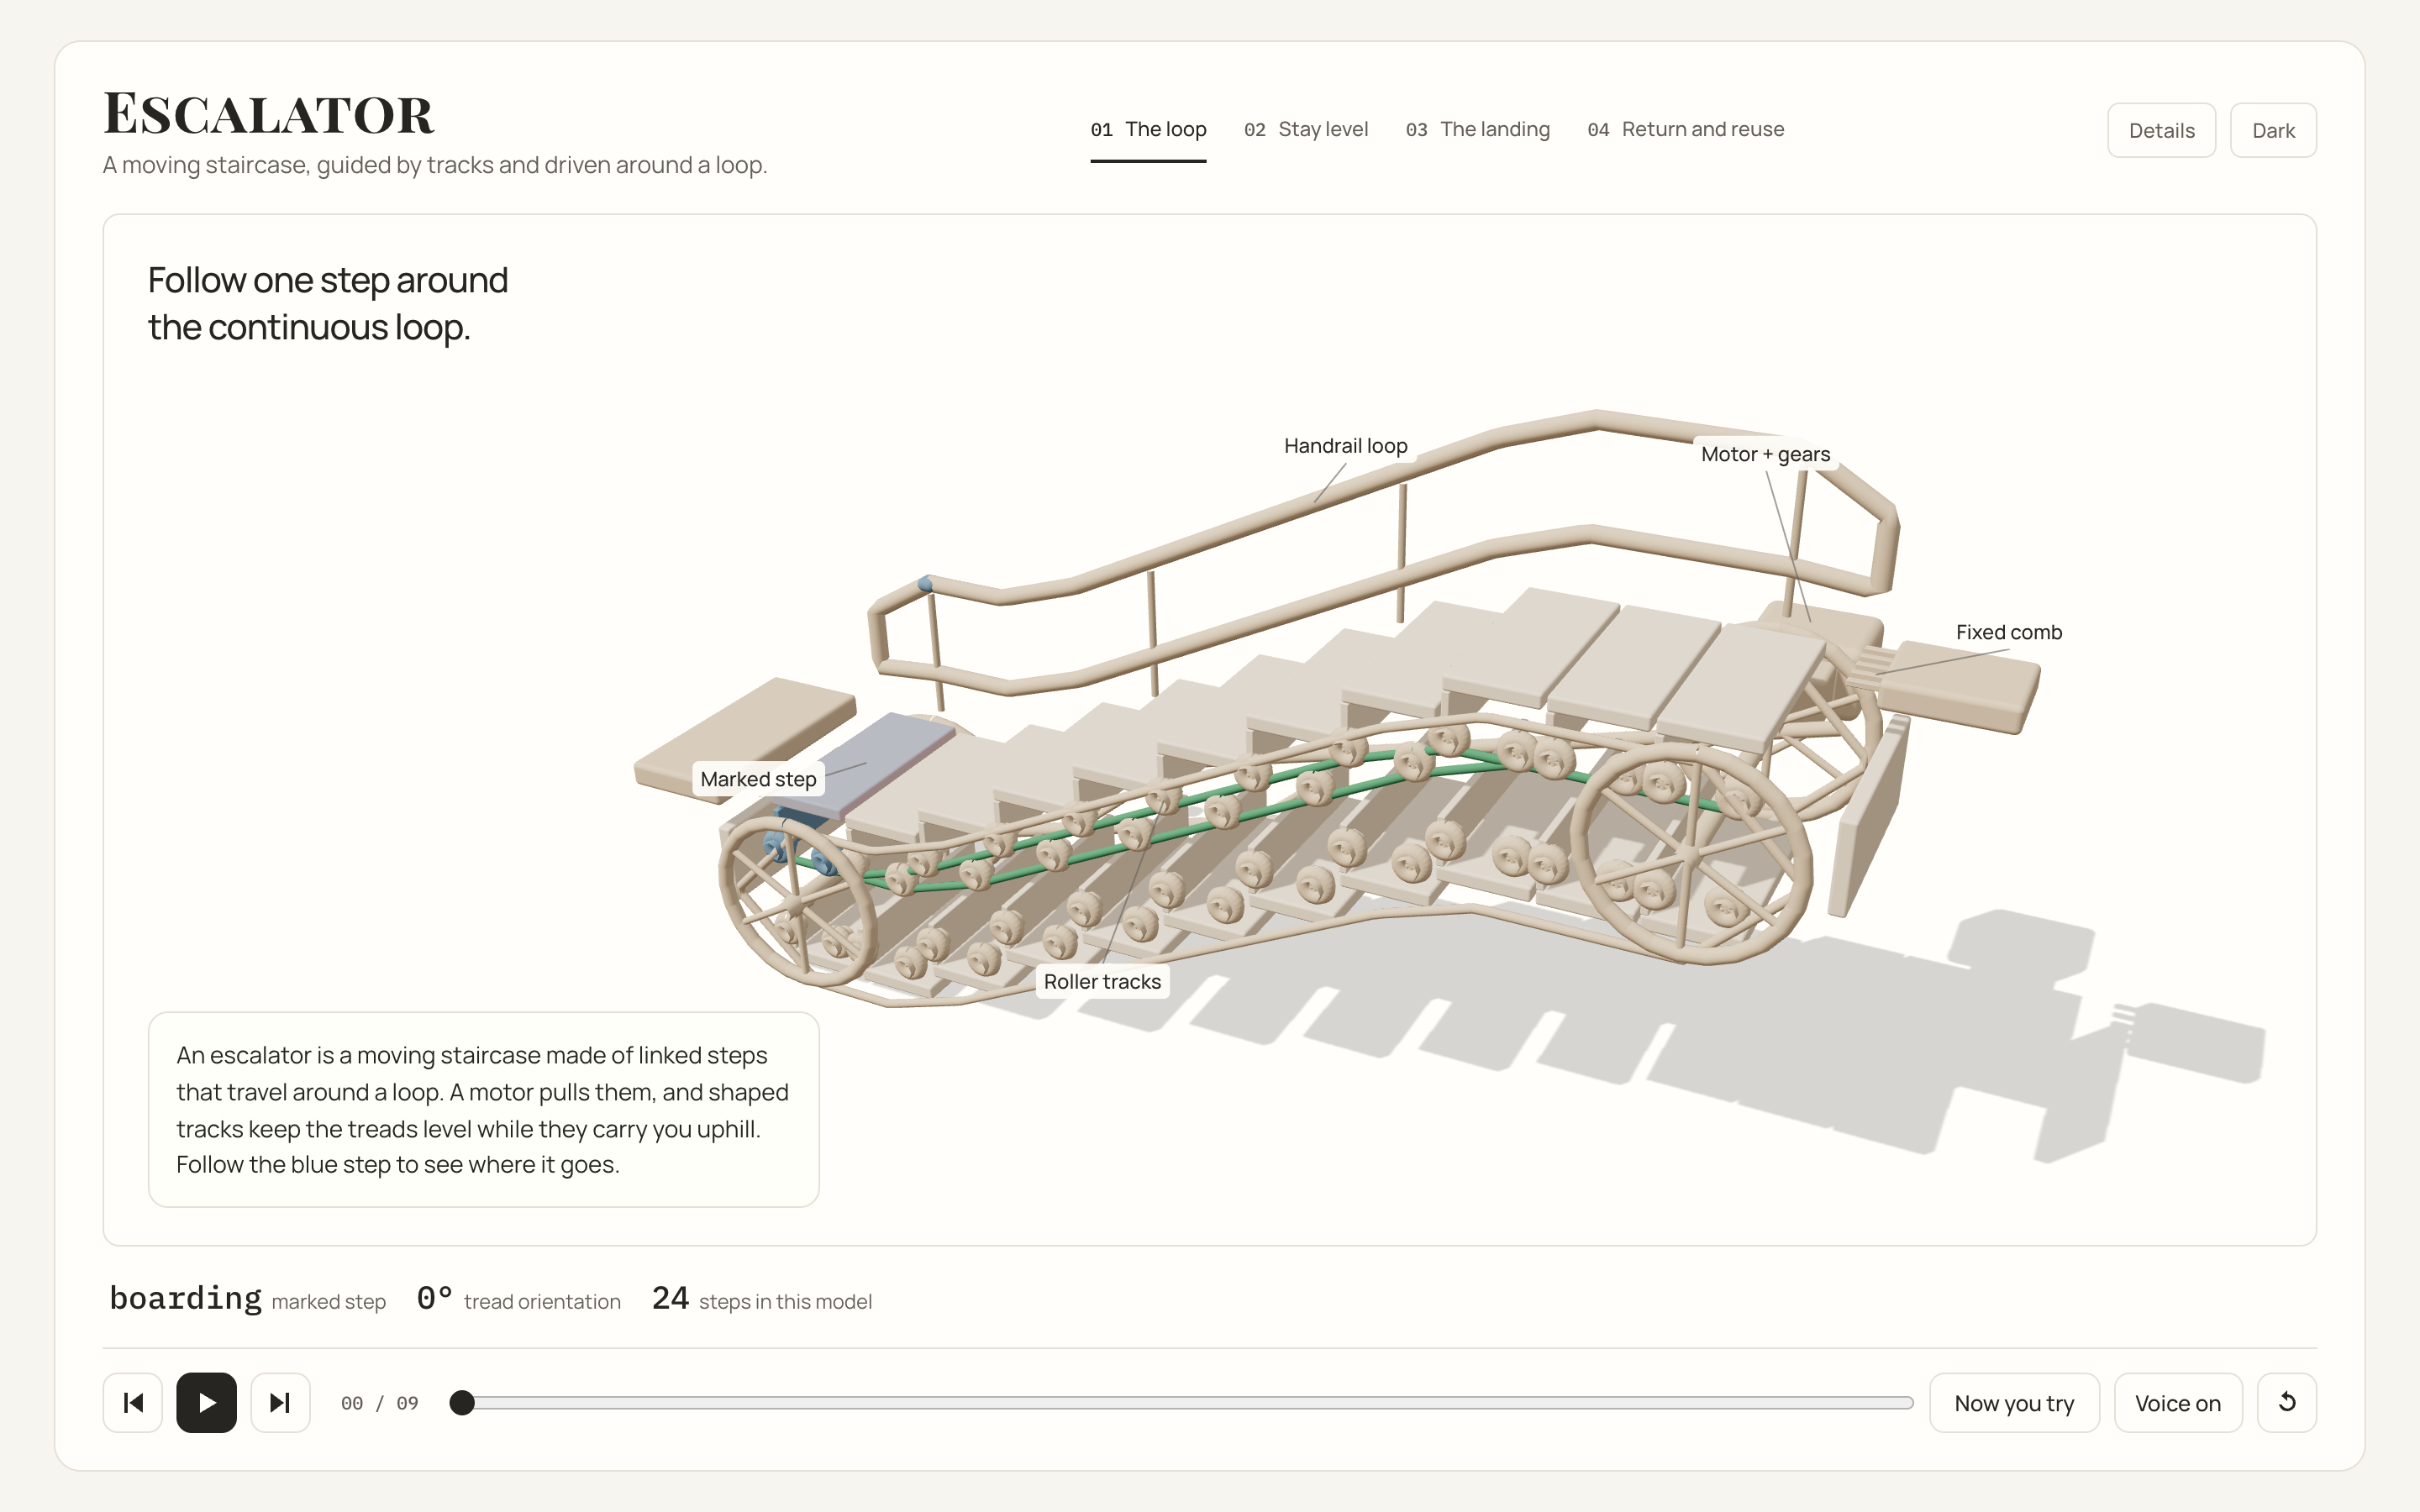 ESCALATOR
A moving staircase, guided by tracks and driven around a loop.
01 The loop
02 Stay level
03 The landing
04 Return and reuse
Details
Dark
Follow one step around
the continuous loop.
Handrail loop
Motor + gears
Fixed comb
Marked step
Roller tracks
An escalator is a moving staircase made of linked steps
that travel around a loop. A motor pulls them, and shaped
tracks keep the treads level while they carry you uphill.
Follow the blue step to see where it goes.
boarding marked step 0° tread orientation 24 steps in this model
00 / 09
Now you try
Voice on